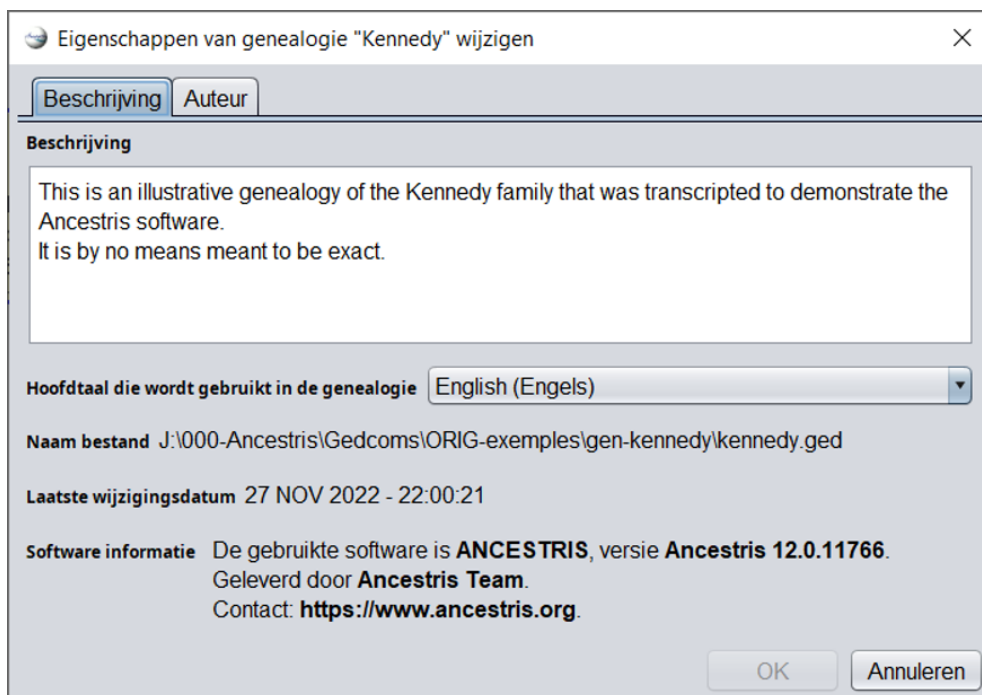 Eigenschappen van genealogie "Kennedy" wijzigen
Beschrijving
Auteur
Beschrijving
This is an illustrative genealogy of the Kennedy family that was transcripted to demonstrate the
Ancestris software.
It is by no means meant to be exact.
Hoofdtaal die wordt gebruikt in de genealogie English (Engels)
Naam bestand J:\000-Ancestris\Gedcoms\ORIG-exemples\gen-kennedy\kennedy.ged
Laatste wijzigingsdatum 27 NOV 2022 - 22:00:21
Software informatie De gebruikte software is ANCESTRIS, versie Ancestris 12.0.11766.
Geleverd door Ancestris Team.
Contact: https://www.ancestris.org.
OK Annuleren